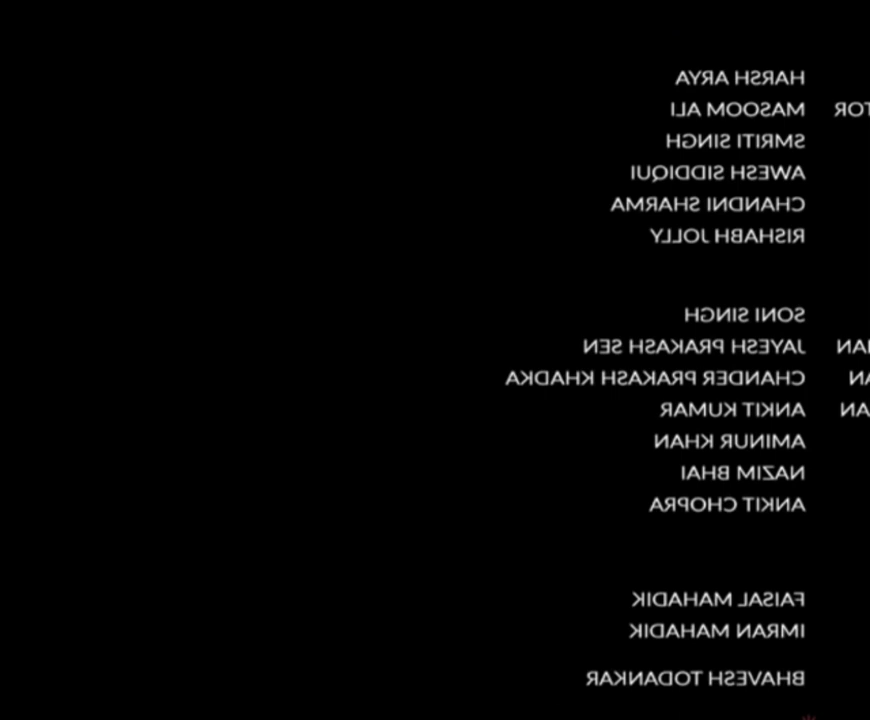 HARSH ARYA
MASOOM ALI
SMRITI SINGH
AWESH SIDDIQUI
CHANDNI SHARMA
RISHABH JOLLY
SONI SINGH
JAYESH PRAKASH SEN
CHANDER PRAKASH KHADKA
ANKIT KUMAR
AMINUR KHAN
NAZIM BHAI
ANKIT CHOPRA
FAISAL MAHADIK
IMRAN MAHADIK
BHAVESH TODANKAR